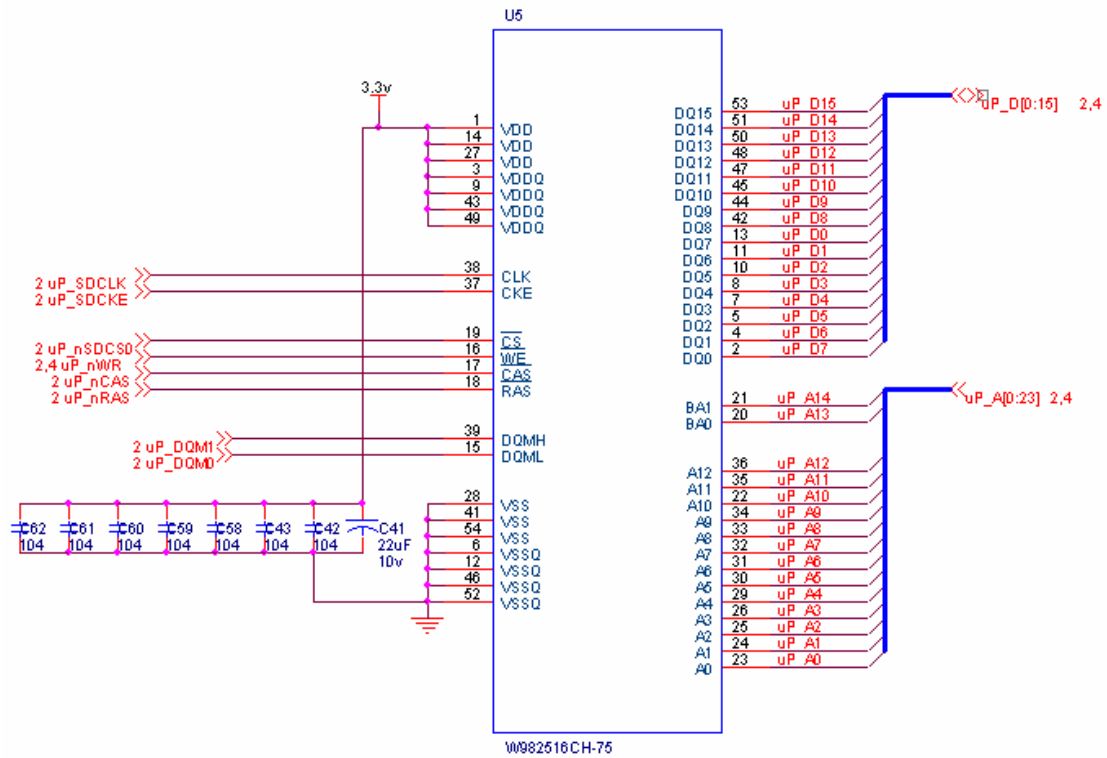 U5
3.3v
1 VDD
14 VDD
27 VDD
3 VDDQ
9 VDDQ
43 VDDQ
49 VDDQ
38 CLK
37 CKE
2 uP_SDCLK
2 uP_SDCKE
19 CS
16 WE
17 CAS
18 RAS
2 uP_nSDCS0
2,4 uP_nWR
2 uP_nCAS
2 uP_nRAS
39 DQMH
15 DQML
2 uP_DQM1
2 uP_DQM0
28 VSS
41 VSS
54 VSS
6 VSSQ
12 VSSQ
46 VSSQ
52 VSSQ
C62 C61 C60 C59 C58 C43 C42 C41
104 104 104 104 104 104 104 22uF
10v
DQ15 53 uP_D15
DQ14 51 uP_D14
DQ13 50 uP_D13
DQ12 48 uP_D12
DQ11 47 uP_D11
DQ10 45 uP_D10
DQ9 44 uP_D9
DQ8 42 uP_D8
DQ7 13 uP_D0
DQ6 11 uP_D1
DQ5 10 uP_D2
DQ4 8 uP_D3
DQ3 7 uP_D4
DQ2 5 uP_D5
DQ1 4 uP_D6
DQ0 2 uP_D7
uP_D[0:15] 2,4
BA1 21 uP_A14
BA0 20 uP_A13
uP_A[0:23] 2,4
A12 36 uP_A12
A11 35 uP_A11
A10 22 uP_A10
A9 34 uP_A9
A8 33 uP_A8
A7 32 uP_A7
A6 31 uP_A6
A5 30 uP_A5
A4 29 uP_A4
A3 26 uP_A3
A2 25 uP_A2
A1 24 uP_A1
A0 23 uP_A0
W982516CH-75